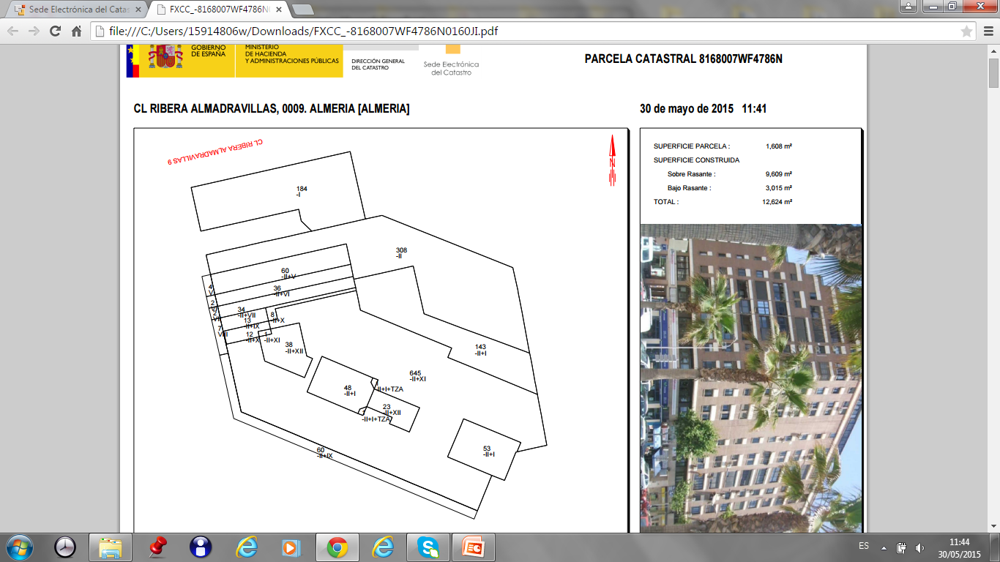 Sede Electrónica del Catas
FXCC_-8168007WF4786N0
file:///C:/Users/15914806w/Downloads/FXCC_-8168007WF4786N0160JI.pdf
GOBIERNO
DE ESPAÑA
MINISTERIO
DE HACIENDA
Y ADMINISTRACIONES PÚBLICAS
DIRECCIÓN GENERAL
DEL CATASTRO
Sede Electrónica
del Catastro
PARCELA CATASTRAL 8168007WF4786N
CL RIBERA ALMADRAVILLAS, 0009. ALMERIA [ALMERIA]
30 de mayo de 2015 11:41
CL RIBERA ALMADRAVILLAS 9
N
184
-I
308
-II
60
-II+V
4
V
36
-II+VI
2
VI
34
-II+VII
2
VII
8
-II+X
13
-II+IX
7
VIII
12
-II+X
1
-II+XI
38
-II+XII
143
-II+I
645
-II+XI
48
-II+I
-II+I+TZA
23
-II+XII
-II+I+TZA
53
-II+I
60
-II+IX
SUPERFICIE PARCELA : 1,608 m²
SUPERFICIE CONSTRUIDA
Sobre Rasante : 9,609 m²
Bajo Rasante : 3,015 m²
TOTAL : 12,624 m²
ES
11:44
30/05/2015